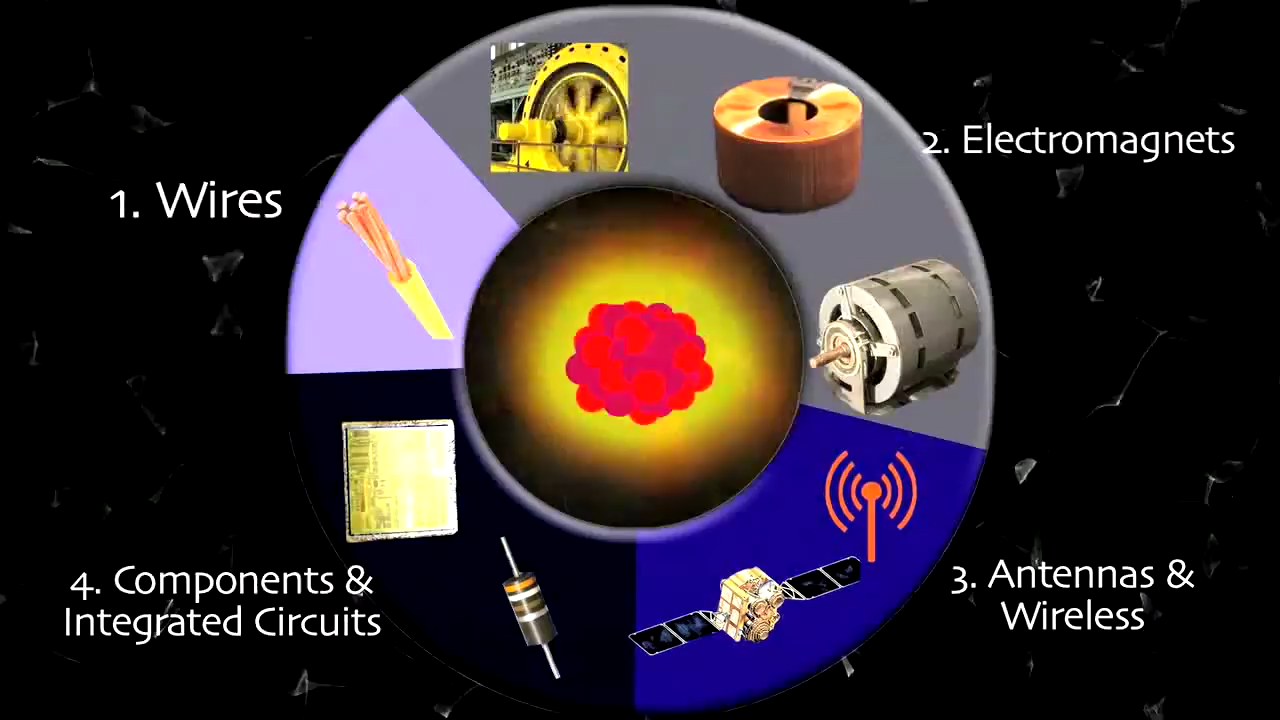 1. Wires
2. Electromagnets
3. Antennas &
Wireless
4. Components &
Integrated Circuits